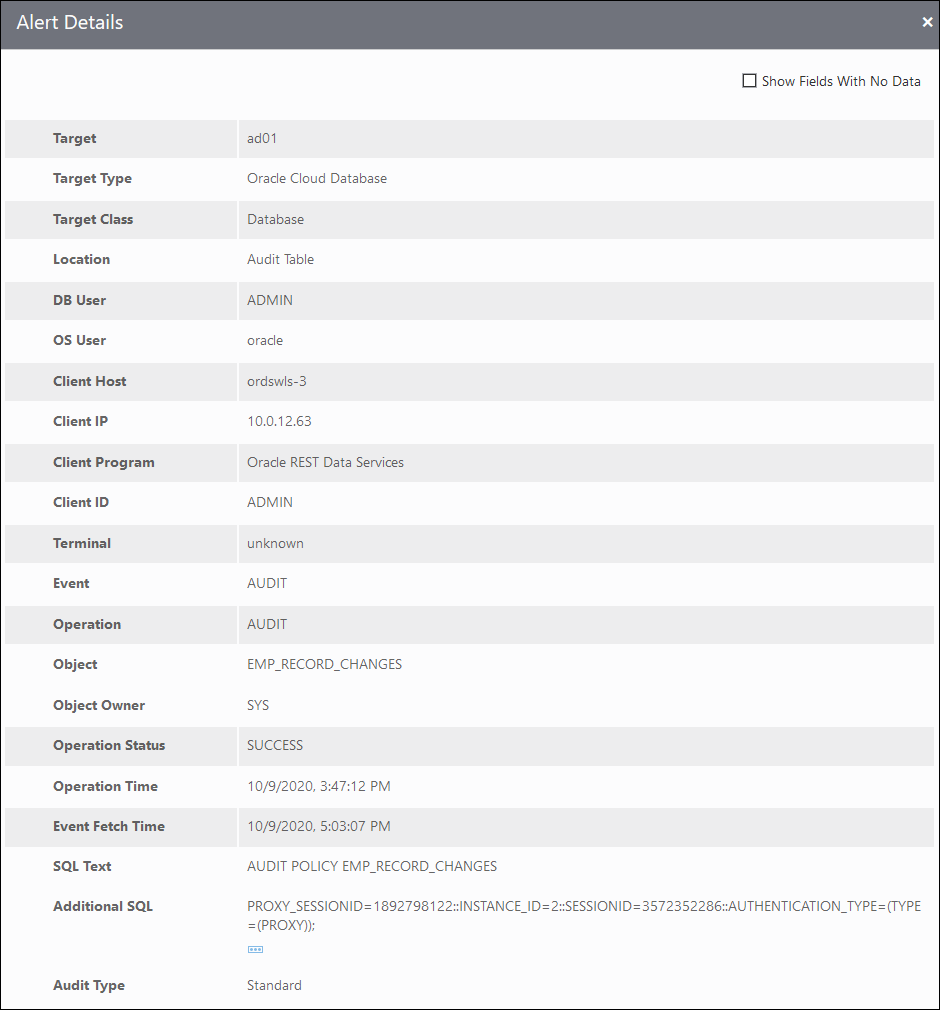 Alert Details
Show Fields With No Data
Target ad01
Target Type Oracle Cloud Database
Target Class Database
Location Audit Table
DB User ADMIN
OS User oracle
Client Host ordswls-3
Client IP 10.0.12.63
Client Program Oracle REST Data Services
Client ID ADMIN
Terminal unknown
Event AUDIT
Operation AUDIT
Object EMP_RECORD_CHANGES
Object Owner SYS
Operation Status SUCCESS
Operation Time 10/9/2020, 3:47:12 PM
Event Fetch Time 10/9/2020, 5:03:07 PM
SQL Text AUDIT POLICY EMP_RECORD_CHANGES
Additional SQL PROXY_SESSIONID=1892798122::INSTANCE_ID=2::SESSIONID=3572352286::AUTHENTICATION_TYPE=(TYPE
=(PROXY));
Audit Type Standard